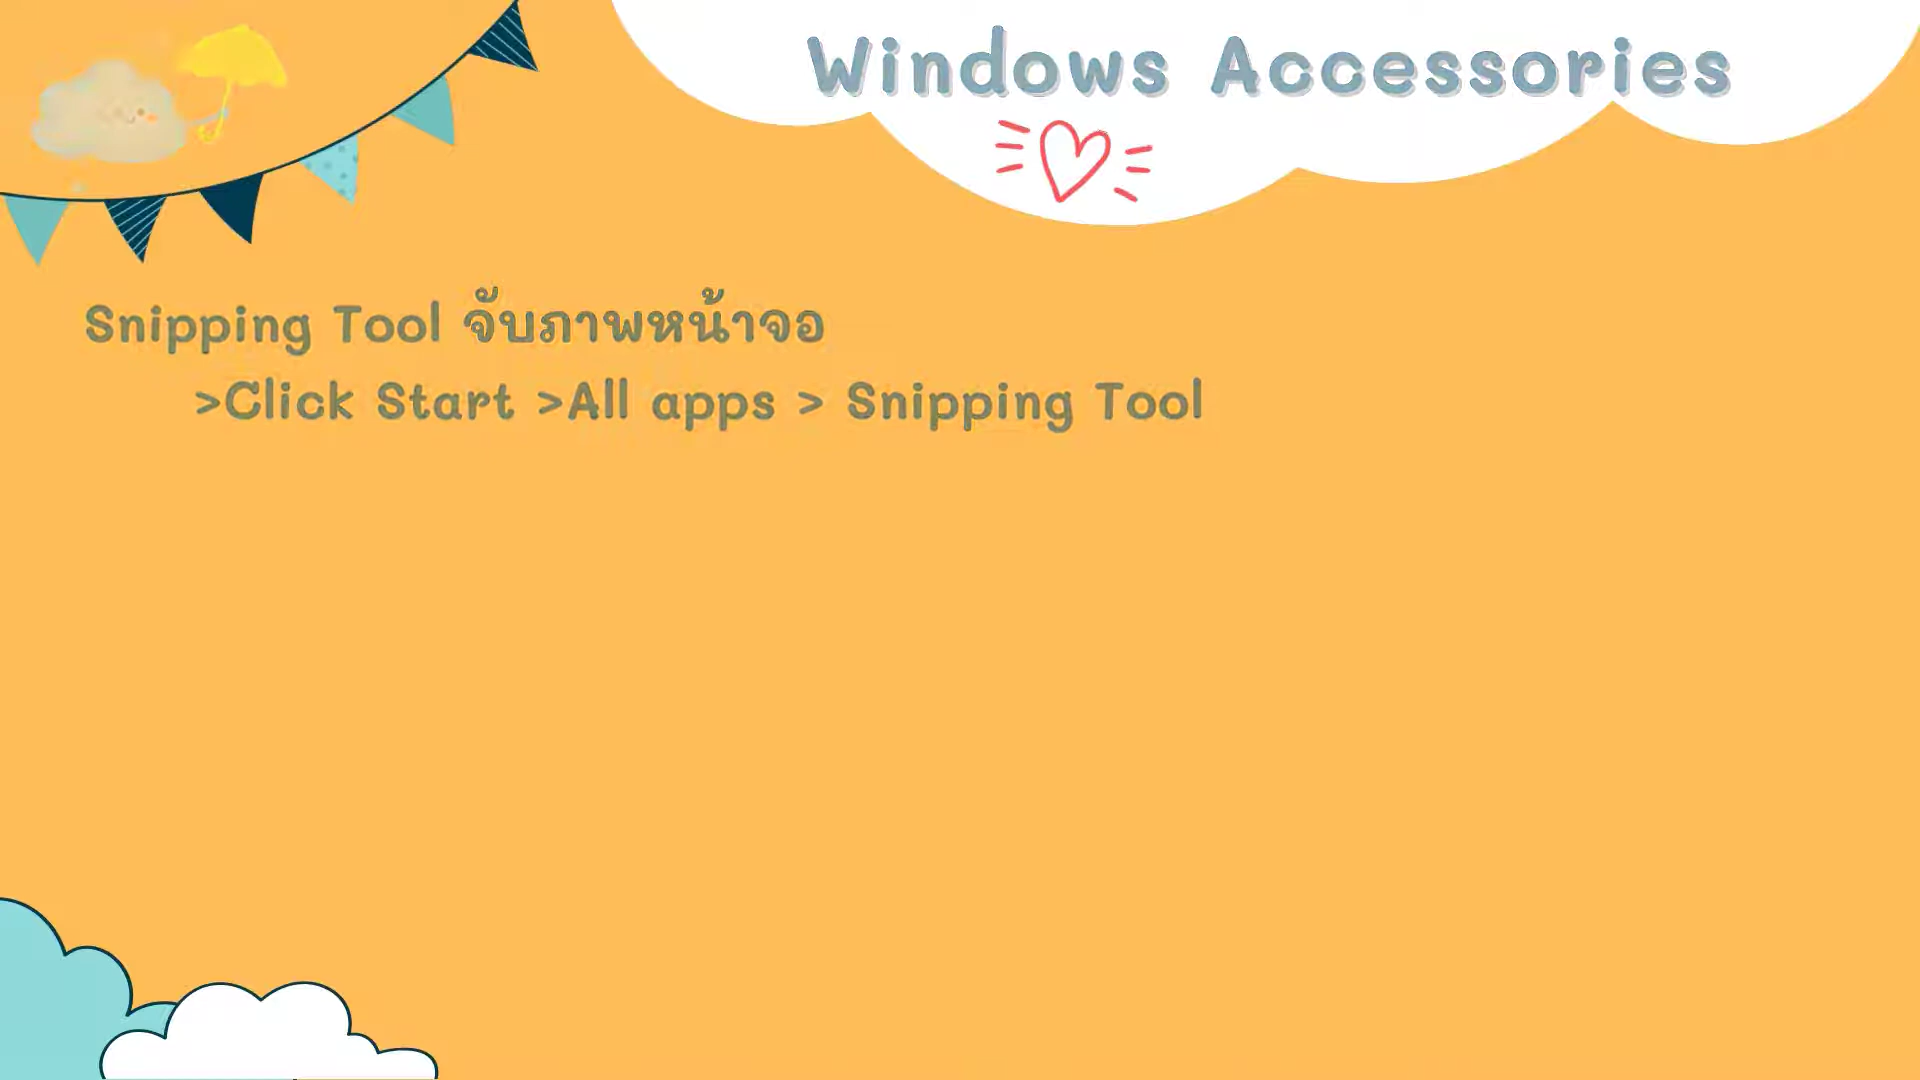 Windows Accessories
Snipping Tool จับภาพหน้าจอ
>Click Start >All apps > Snipping Tool